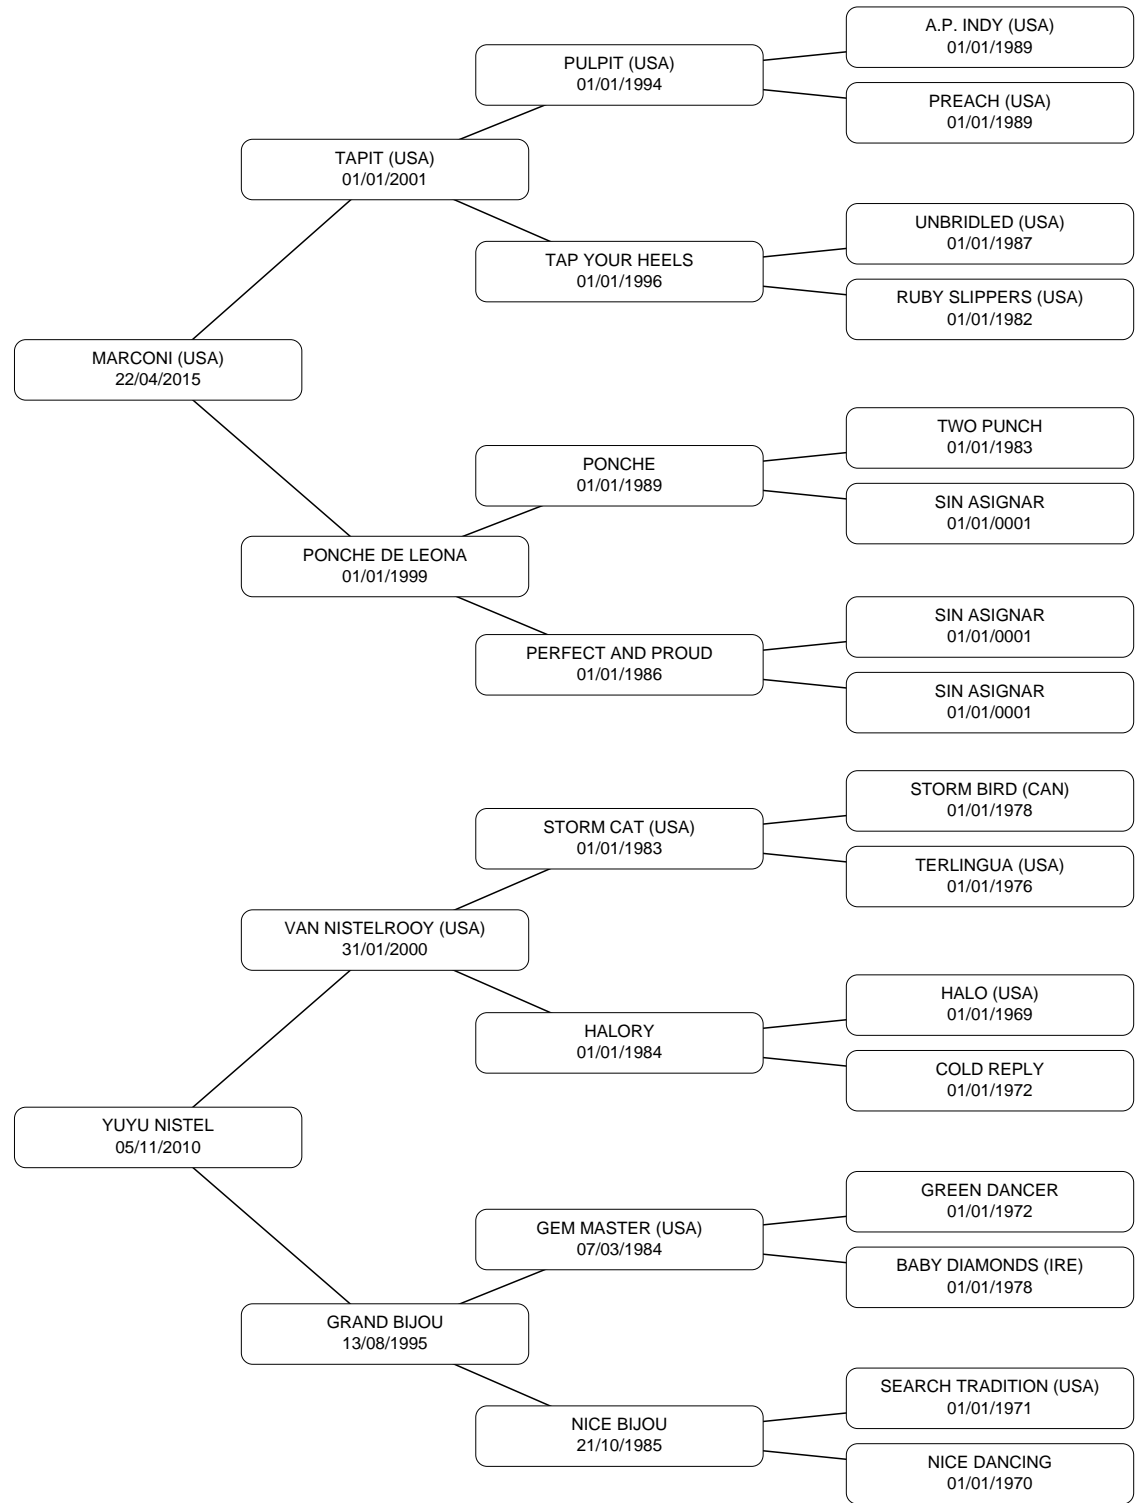 A.P. INDY (USA)
01/01/1989
PULPIT (USA)
01/01/1994
PREACH (USA)
01/01/1989
TAPIT (USA)
01/01/2001
UNBRIDLED (USA)
01/01/1987
TAP YOUR HEELS
01/01/1996
RUBY SLIPPERS (USA)
01/01/1982
MARCONI (USA)
22/04/2015
TWO PUNCH
01/01/1983
PONCHE
01/01/1989
SIN ASIGNAR
01/01/0001
PONCHE DE LEONA
01/01/1999
SIN ASIGNAR
01/01/0001
PERFECT AND PROUD
01/01/1986
SIN ASIGNAR
01/01/0001
STORM BIRD (CAN)
01/01/1978
STORM CAT (USA)
01/01/1983
TERLINGUA (USA)
01/01/1976
VAN NISTELROOY (USA)
31/01/2000
HALO (USA)
01/01/1969
HALORY
01/01/1984
COLD REPLY
01/01/1972
YUYU NISTEL
05/11/2010
GREEN DANCER
01/01/1972
GEM MASTER (USA)
07/03/1984
BABY DIAMONDS (IRE)
01/01/1978
GRAND BIJOU
13/08/1995
SEARCH TRADITION (USA)
01/01/1971
NICE BIJOU
21/10/1985
NICE DANCING
01/01/1970